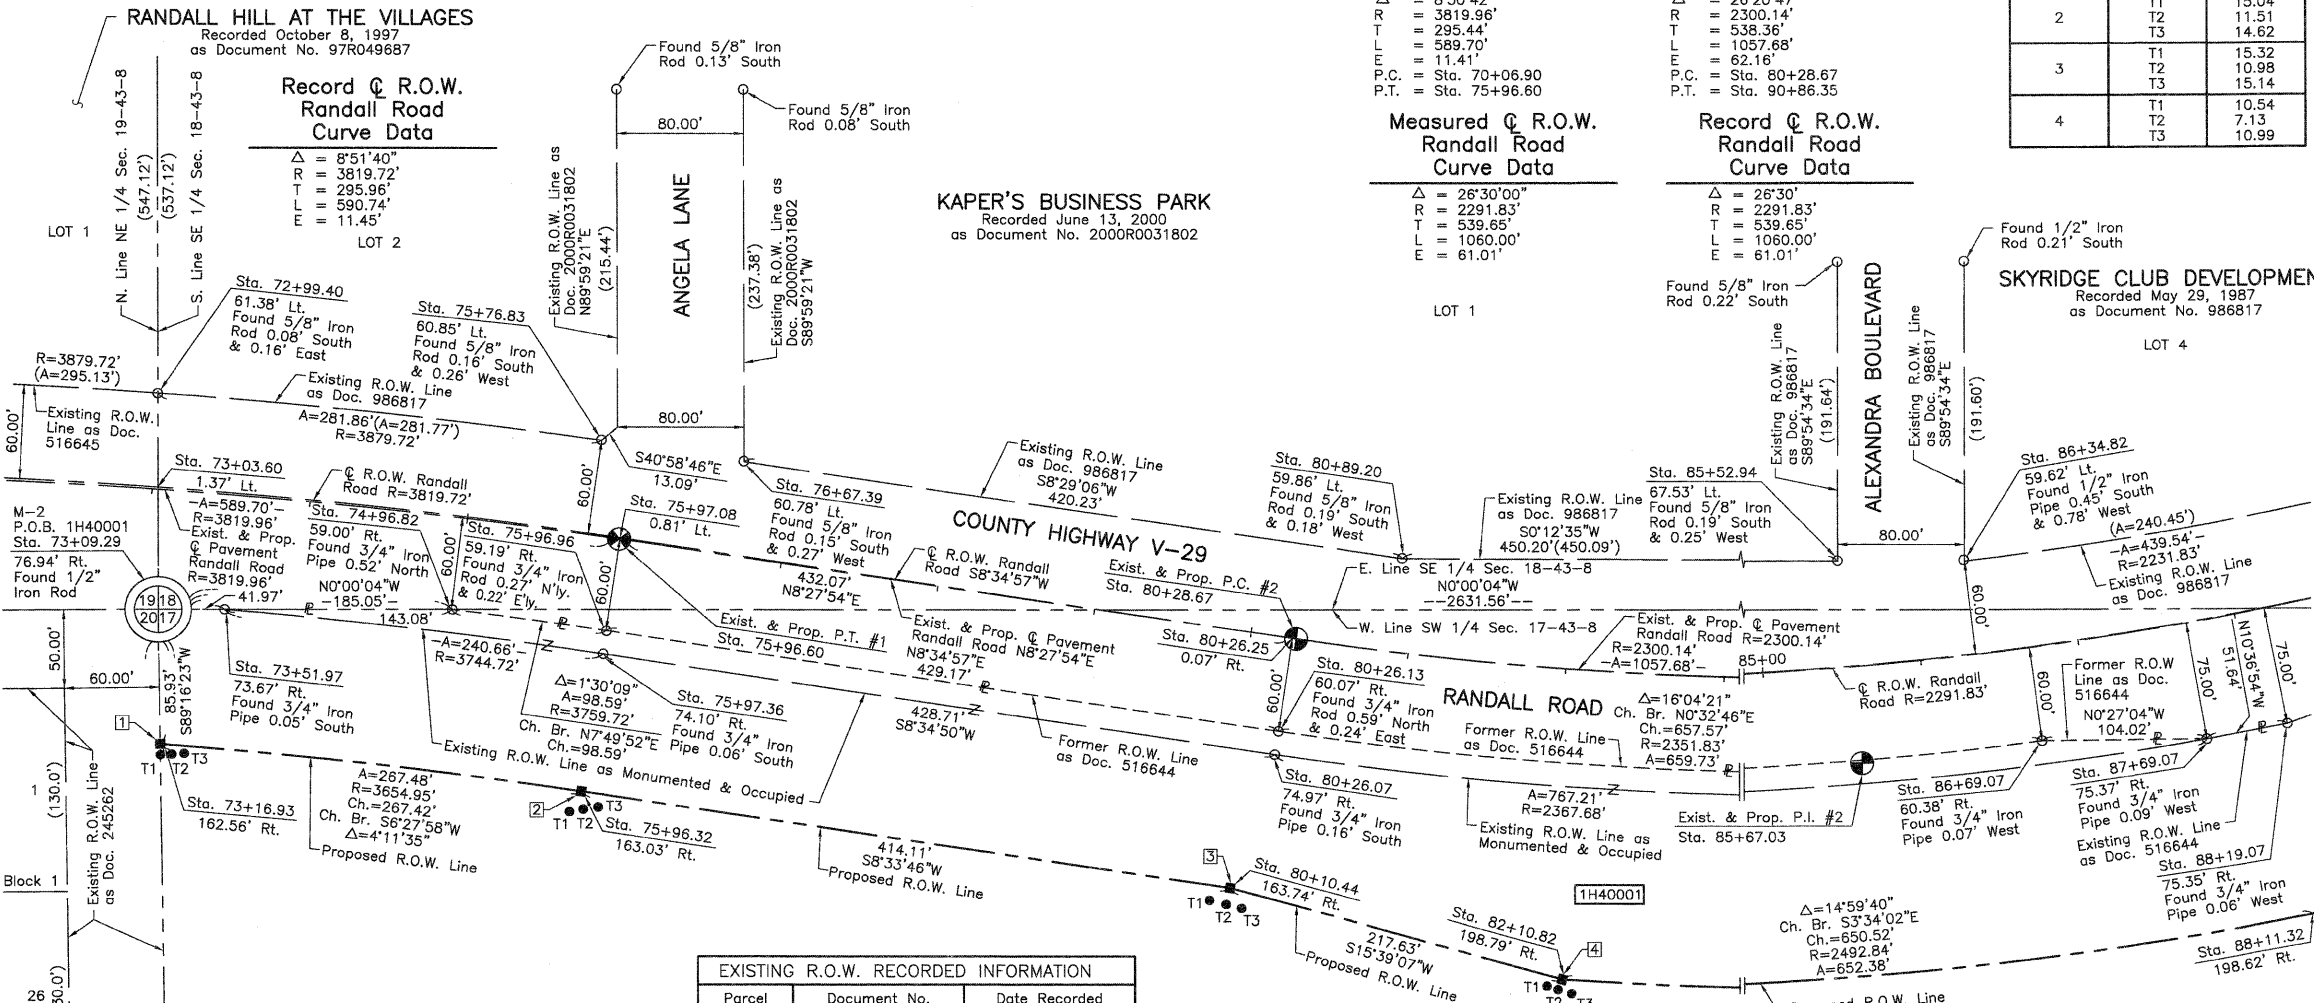 RANDALL HILL AT THE VILLAGES
Recorded October 8, 1997
as Document No. 97R049687
N. Line NE 1/4 Sec. 19-43-8
(547.12')
(537.12')
S. Line SE 1/4 Sec. 18-43-8
LOT 1
Record ℄ R.O.W.
Randall Road
Curve Data
Δ = 8°51'40"
R = 3819.72'
T = 295.96'
L = 590.74'
E = 11.45'
LOT 2
Found 5/8" Iron
Rod 0.13' South
Found 5/8" Iron
Rod 0.08' South
80.00'
Existing R.O.W. Line as
Doc. 2000R0031802
N89°59'21"E
(215.44')
ANGELA LANE
(237.38')
Existing R.O.W. Line as
Doc. 2000R0031802
S89°59'21"W
80.00'
KAPER'S BUSINESS PARK
Recorded June 13, 2000
as Document No. 2000R0031802
Δ = 8°50'42"
R = 3819.96'
T = 295.44'
L = 589.70'
E = 11.41'
P.C. = Sta. 70+06.90
P.T. = Sta. 75+96.60
Δ = 26°20'47"
R = 2300.14'
T = 538.36'
L = 1057.68'
E = 62.16'
P.C. = Sta. 80+28.67
P.T. = Sta. 90+86.35
Measured ℄ R.O.W.
Randall Road
Curve Data
Δ = 26°30'00"
R = 2291.83'
T = 539.65'
L = 1060.00'
E = 61.01'
Record ℄ R.O.W.
Randall Road
Curve Data
Δ = 26°30'
R = 2291.83'
T = 539.65'
L = 1060.00'
E = 61.01'
LOT 1
2 T1 15.04
T2 11.51
T3 14.62
3 T1 15.32
T2 10.98
T3 15.14
4 T1 10.54
T2 7.13
T3 10.99
Found 1/2" Iron
Rod 0.21' South
Found 5/8" Iron
Rod 0.22' South
SKYRIDGE CLUB DEVELOPMEN
Recorded May 29, 1987
as Document No. 986817
LOT 4
Existing R.O.W. Line
as Doc. 986817
S89°54'34"E
(191.64')
ALEXANDRA BOULEVARD
Existing R.O.W. Line
as Doc. 986817
S89°54'34"E
(191.60')
80.00'
Sta. 72+99.40
61.38' Lt.
Found 5/8" Iron
Rod 0.08' South
& 0.16' East
Sta. 75+76.83
60.85' Lt.
Found 5/8" Iron
Rod 0.16' South
& 0.26' West
R=3879.72'
(A=295.13')
60.00'
Existing R.O.W.
Line as Doc.
516645
Existing R.O.W. Line
as Doc. 986817
A=281.86'(A=281.77')
R=3879.72'
S40°58'46"E
13.09'
60.00'
Sta. 73+03.60
1.37' Lt.
℄ R.O.W. Randall
Road R=3819.72'
-A=589.70'-
R=3819.96'
Exist. & Prop.
℄ Pavement
Randall Road
R=3819.96'
M-2
P.O.B. 1H40001
Sta. 73+09.29
76.94' Rt.
Found 1/2"
Iron Rod
19 18
20 17
41.97'
Sta. 74+96.82
59.00' Rt.
Found 3/4" Iron
Pipe 0.52' North
N0°00'04"W
-185.05'-
143.08'
60.00'
Sta. 75+96.96
59.19' Rt.
Found 3/4" Iron
Rod 0.27' N'ly.
& 0.22' E'ly.
60.00'
Sta. 75+97.08
0.81' Lt.
Sta. 76+67.39
60.78' Lt.
Found 5/8" Iron
Rod 0.15' South
& 0.27' West
Existing R.O.W. Line
as Doc. 986817
S8°29'06"W
420.23'
COUNTY HIGHWAY V-29
432.07'
N8°27'54"E
℄ R.O.W. Randall
Road S8°34'57"W
Exist. & Prop. P.T. #1
Sta. 75+96.60
Exist. & Prop. ℄ Pavement
Randall Road N8°27'54"E
N8°34'57"E
429.17'
Exist. & Prop. P.C. #2
Sta. 80+28.67
Sta. 80+89.20
59.86' Lt.
Found 5/8" Iron
Rod 0.19' South
& 0.18' West
Existing R.O.W. Line
as Doc. 986817
S0°12'35"W
450.20'(450.09')
E. Line SE 1/4 Sec. 18-43-8
N0°00'04"W
--2631.56'--
W. Line SW 1/4 Sec. 17-43-8
Sta. 85+52.94
67.53' Lt.
Found 5/8" Iron
Rod 0.19' South
& 0.25' West
Sta. 86+34.82
59.62' Lt.
Found 1/2" Iron
Pipe 0.45' South
& 0.78' West
(A=240.45')
-A=439.54'-
R=2231.83'
Existing R.O.W. Line
as Doc. 986817
60.00'
Sta. 80+26.25
0.07' Rt.
60.00'
Sta. 80+26.13
60.07' Rt.
Found 3/4" Iron
Rod 0.59' North
& 0.24' East
Exist. & Prop. ℄ Pavement
Randall Road R=2300.14'
R=2300.14'
-A=1057.68'-
85+00
RANDALL ROAD
Δ=16°04'21"
Ch. Br. N0°32'46"E
Ch.=657.57'
R=2351.83'
A=659.73'
Former R.O.W. Line
as Doc. 516644
℄ R.O.W. Randall
Road R=2291.83'
60.00'
Former R.O.W
Line as Doc.
516644
N0°27'04"W
104.02'
75.00'
N10°36'54"W
51.64'
75.00'
50.00'
60.00'
85.93'
S89°16'23"W
Sta. 73+51.97
73.67' Rt.
Found 3/4" Iron
Pipe 0.05' South
-A=240.66'-
R=3744.72'
Δ=1°30'09"
A=98.59'
R=3759.72'
Ch. Br. N7°49'52"E
Ch.=98.59'
Sta. 75+97.36
74.10' Rt.
Found 3/4" Iron
Pipe 0.06' South
Existing R.O.W. Line as Monumented & Occupied
428.71'
S8°34'50"W
Former R.O.W. Line
as Doc. 516644
Sta. 80+26.07
74.97' Rt.
Found 3/4" Iron
Pipe 0.16' South
A=767.21'
R=2367.68'
Existing R.O.W. Line as
Monumented & Occupied
Exist. & Prop. P.I. #2
Sta. 85+67.03
Sta. 86+69.07
60.38' Rt.
Found 3/4" Iron
Pipe 0.07' West
Sta. 87+69.07
75.37' Rt.
Found 3/4" Iron
Pipe 0.09' West
Existing R.O.W. Line
as Doc. 516644
Sta. 88+19.07
75.35' Rt.
Found 3/4" Iron
Pipe 0.06' West
1
T1 T2 T3
Sta. 73+16.93
162.56' Rt.
1
(130.0')
Existing R.O.W. Line
as Doc. 245262
Block 1
26
A=267.48'
R=3654.95'
Ch.=267.42'
Ch. Br. S6°27'58"W
Δ=4°11'35"
Proposed R.O.W. Line
2
T1 T2 T3
Sta. 75+96.32
163.03' Rt.
414.11'
S8°33'46"W
Proposed R.O.W. Line
3
T1 T2 T3
Sta. 80+10.44
163.74' Rt.
217.63'
S15°39'07"W
Proposed R.O.W. Line
Sta. 82+10.82
198.79' Rt.
4
T1 T2 T3
1H40001
Δ=14°59'40"
Ch. Br. S3°34'02"E
Ch.=650.52'
R=2492.84'
A=652.38'
Sta. 88+11.32
198.62' Rt.
R.O.W. Line
EXISTING R.O.W. RECORDED INFORMATION
Parcel Document No. Date Recorded